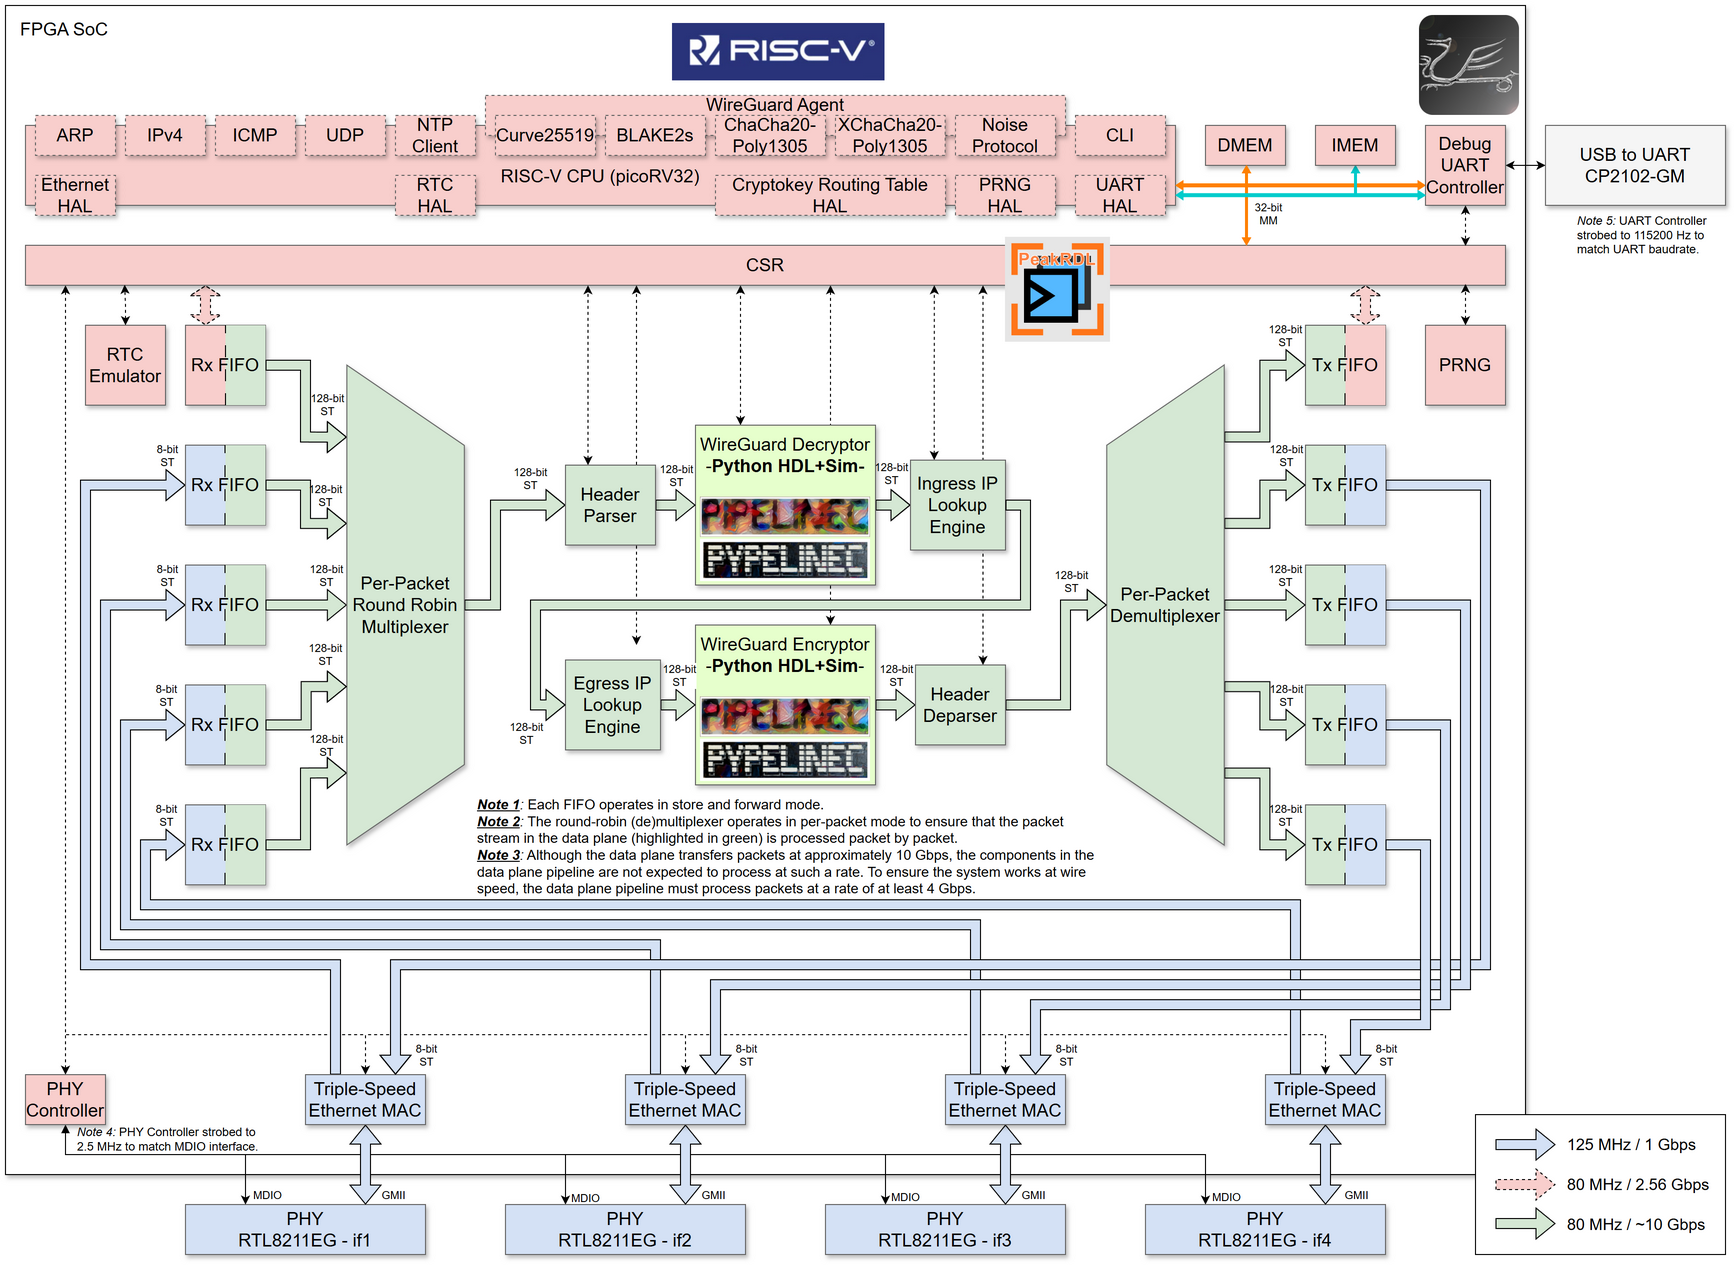 FPGA SoC
RISC-V®
WireGuard Agent
ARP
IPv4
ICMP
UDP
NTP
Client
Curve25519
BLAKE2s
ChaCha20-
Poly1305
XChaCha20-
Poly1305
Noise
Protocol
CLI
DMEM
IMEM
Debug
UART
Controller
USB to UART
CP2102-GM
RISC-V CPU (picoRV32)
Ethernet
HAL
RTC
HAL
Cryptokey Routing Table
HAL
PRNG
HAL
UART
HAL
32-bit
MM
Note 5: UART Controller
strobed to 115200 Hz to
match UART baudrate.
CSR
PeakRDL
RTC
Emulator
Rx FIFO
128-bit
ST
8-bit
ST
Rx FIFO
128-bit
ST
8-bit
ST
Rx FIFO
128-bit
ST
8-bit
ST
Rx FIFO
128-bit
ST
8-bit
ST
Rx FIFO
128-bit
ST
Per-Packet
Round Robin
Multiplexer
128-bit
ST
Header
Parser
128-bit
ST
WireGuard Decryptor
-Python HDL+Sim-
PIPELINEC
PYPELINEC
128-bit
ST
Ingress IP
Lookup
Engine
128-bit
ST
Egress IP
Lookup
Engine
128-bit
ST
WireGuard Encryptor
-Python HDL+Sim-
PIPELINEC
PYPELINEC
128-bit
ST
Header
Deparser
128-bit
ST
Per-Packet
Demultiplexer
128-bit
ST
Tx FIFO
PRNG
128-bit
ST
Tx FIFO
128-bit
ST
Tx FIFO
128-bit
ST
Tx FIFO
128-bit
ST
Tx FIFO
Note 1: Each FIFO operates in store and forward mode.
Note 2: The round-robin (de)multiplexer operates in per-packet mode to ensure that the packet
stream in the data plane (highlighted in green) is processed packet by packet.
Note 3: Although the data plane transfers packets at approximately 10 Gbps, the components in the
data plane pipeline are not expected to process at such a rate. To ensure the system works at wire
speed, the data plane pipeline must process packets at a rate of at least 4 Gbps.
8-bit
ST
8-bit
ST
8-bit
ST
8-bit
ST
PHY
Controller
Triple-Speed
Ethernet MAC
Triple-Speed
Ethernet MAC
Triple-Speed
Ethernet MAC
Triple-Speed
Ethernet MAC
Note 4: PHY Controller strobed to
2.5 MHz to match MDIO interface.
MDIO
GMII
MDIO
GMII
MDIO
GMII
MDIO
GMII
PHY
RTL8211EG - if1
PHY
RTL8211EG - if2
PHY
RTL8211EG - if3
PHY
RTL8211EG - if4
125 MHz / 1 Gbps
80 MHz / 2.56 Gbps
80 MHz / ~10 Gbps